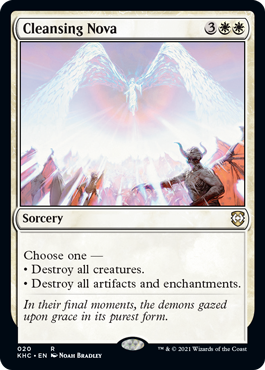 Cleansing Nova 3
Sorcery
Choose one —
• Destroy all creatures.
• Destroy all artifacts and enchantments.
In their final moments, the demons gazed
upon grace in its purest form.
020 R
KHC • EN Noah Bradley ™ & © 2021 Wizards of the Coast